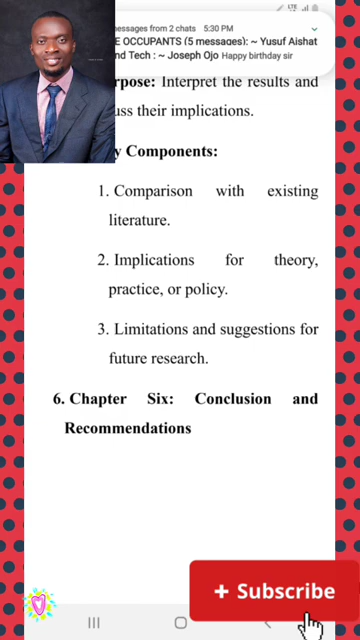 messages from 2 chats 5:30 PM
E OCCUPANTS (5 messages): ~ Yusuf Aishat
nd Tech : ~ Joseph Ojo Happy birthday sir
rpose: Interpret the results and
uss their implications.
y Components:
1. Comparison with existing
literature.
2. Implications for theory,
practice, or policy.
3. Limitations and suggestions for
future research.
6. Chapter Six: Conclusion and
Recommendations
+ Subscribe